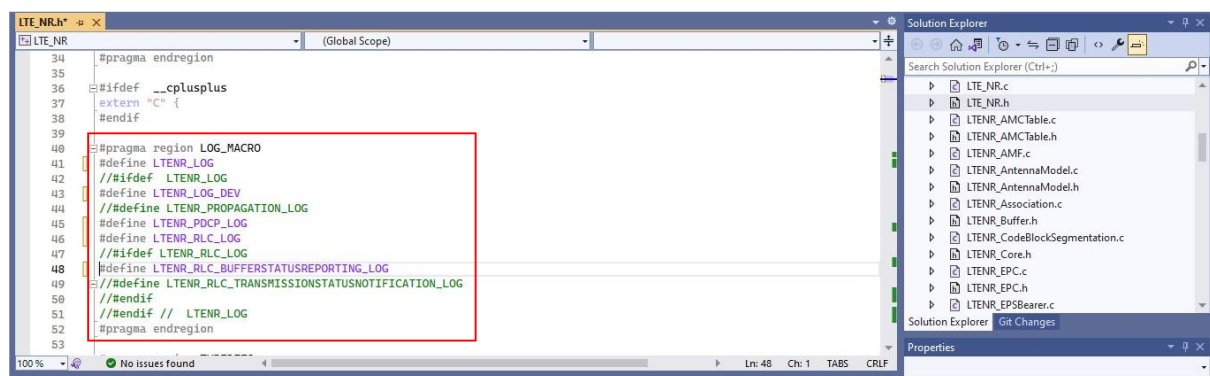 LTE_NR.h*
Solution Explorer
LTE_NR
(Global Scope)
Search Solution Explorer (Ctrl+;)
34 #pragma endregion
35
36 #ifdef __cplusplus
37 extern "C" {
38 #endif
39
40 #pragma region LOG_MACRO
41 #define LTENR_LOG
42 //#ifdef LTENR_LOG
43 #define LTENR_LOG_DEV
44 //#define LTENR_PROPAGATION_LOG
45 #define LTENR_PDCP_LOG
46 #define LTENR_RLC_LOG
47 //#ifdef LTENR_RLC_LOG
48 #define LTENR_RLC_BUFFERSTATUSREPORTING_LOG
49 //#define LTENR_RLC_TRANSMISSIONSTATUSNOTIFICATION_LOG
50 //#endif
51 //#endif // LTENR_LOG
52 #pragma endregion
53
LTE_NR.c
LTE_NR.h
LTENR_AMCTable.c
LTENR_AMCTable.h
LTENR_AMF.c
LTENR_AntennaModel.c
LTENR_AntennaModel.h
LTENR_Association.c
LTENR_Buffer.h
LTENR_CodeBlockSegmentation.c
LTENR_Core.h
LTENR_EPC.c
LTENR_EPC.h
LTENR_EPSBearer.c
Solution Explorer Git Changes
Properties
100 % No issues found Ln: 48 Ch: 1 TABS CRLF